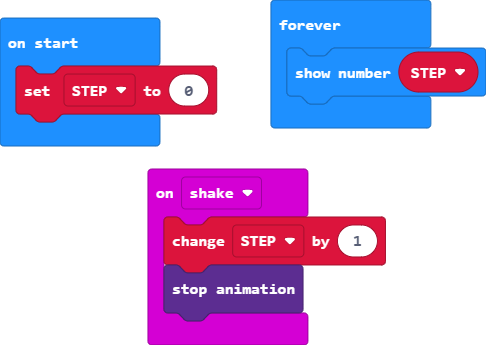 on start
set STEP to 0
forever
show number STEP
on shake
change STEP by 1
stop animation